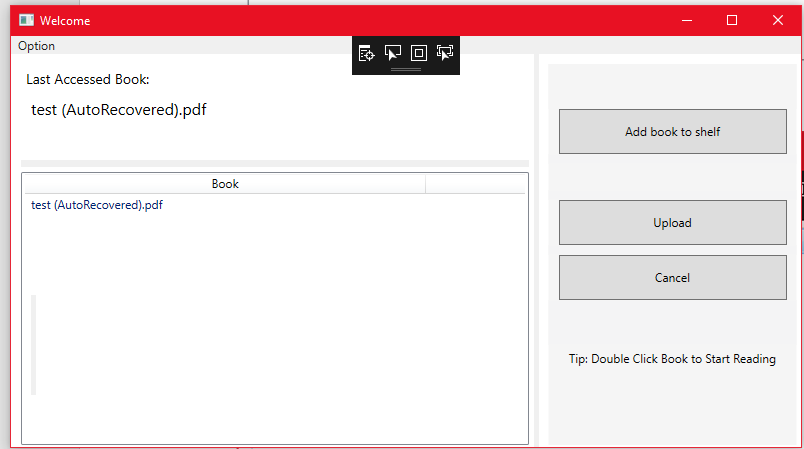 Welcome
Option
Last Accessed Book:
test (AutoRecovered).pdf
Book
test (AutoRecovered).pdf
Add book to shelf
Upload
Cancel
Tip: Double Click Book to Start Reading